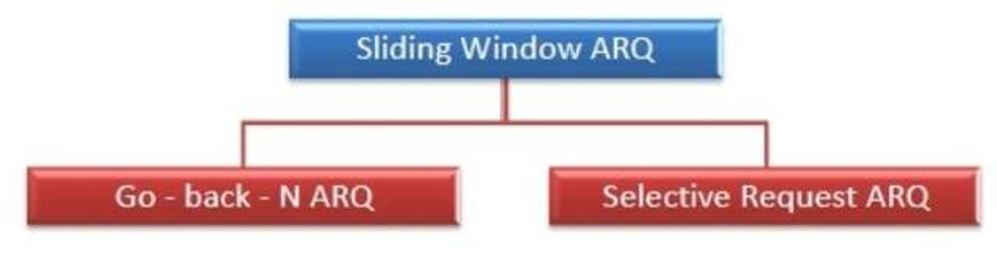 Sliding Window ARQ
Go - back - N ARQ
Selective Request ARQ